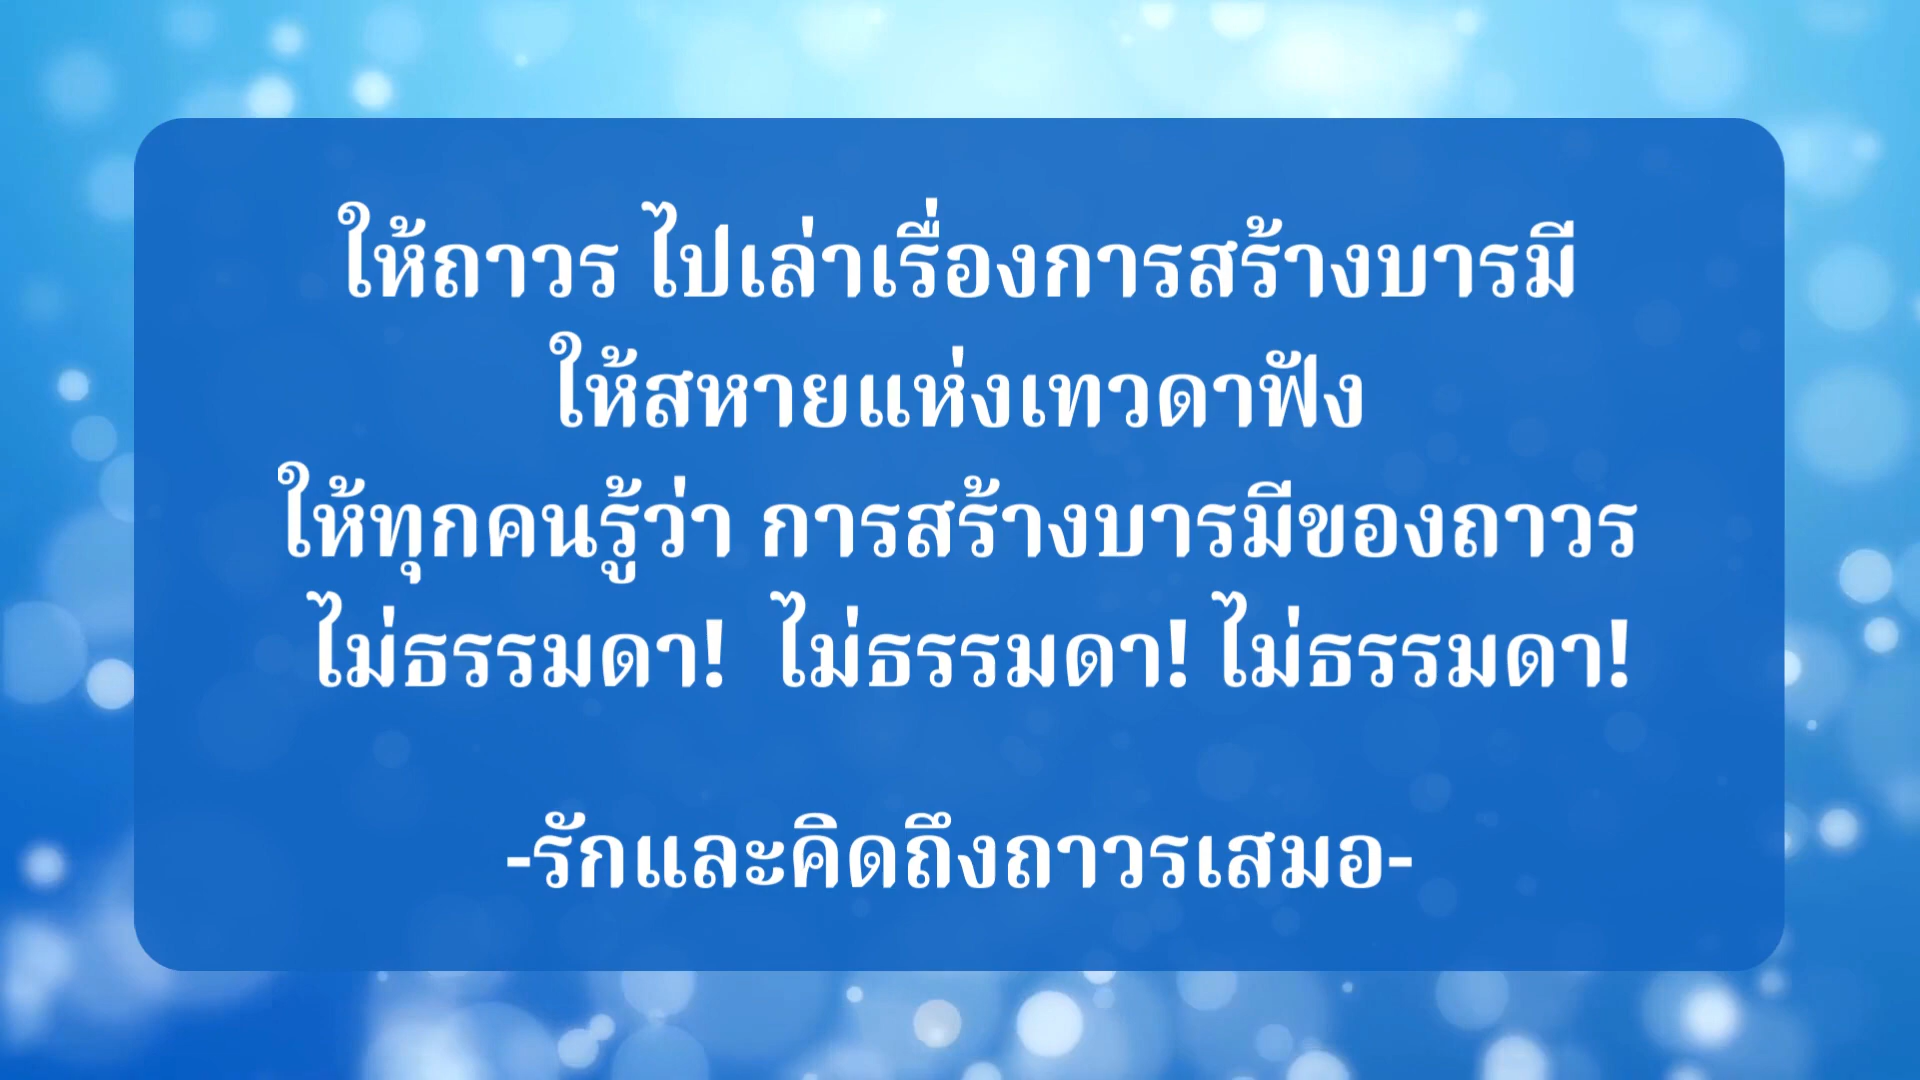 ให้ถาวร ไปเล่าเรื่องการสร้างบารมี
ให้สหายแห่งเทวดาฟัง
ให้ทุกคนรู้ว่า การสร้างบารมีของถาวร
ไม่ธรรมดา! ไม่ธรรมดา! ไม่ธรรมดา!
-รักและคิดถึงถาวรเสมอ-